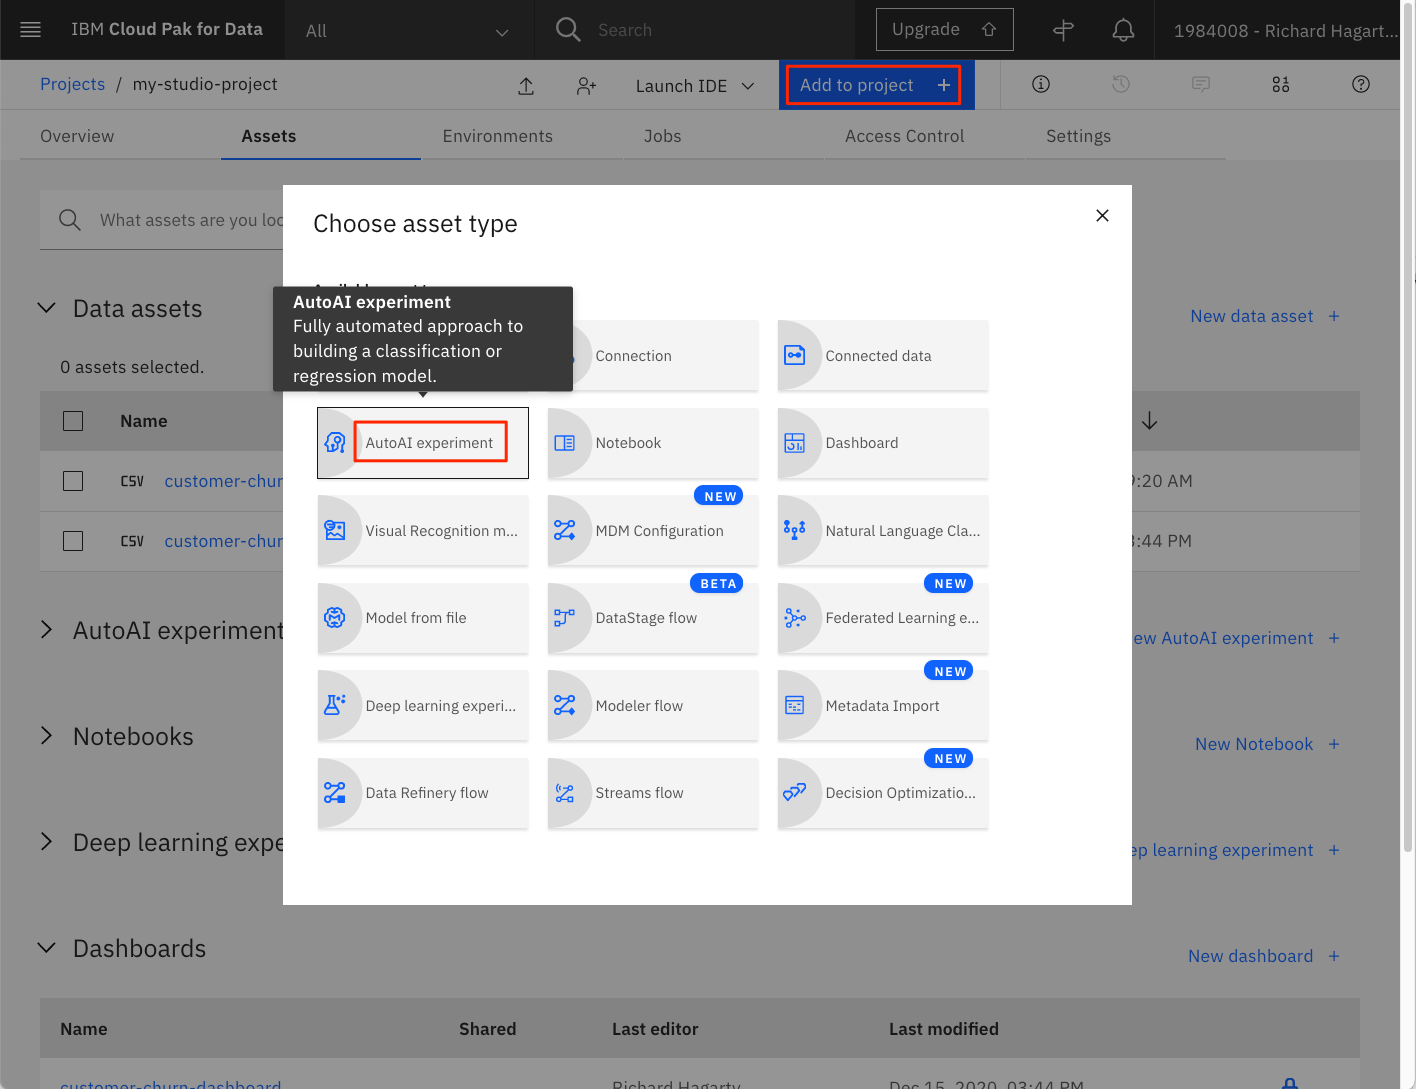 IBM Cloud Pak for Data
All
Search
Upgrade
1984008 - Richard Hagart...
Projects / my-studio-project
Launch IDE
Add to project +
Overview
Assets
Environments
Jobs
Access Control
Settings
What assets are you loo
Choose asset type
Data assets
New data asset +
0 assets selected.
AutoAI experiment
Fully automated approach to
building a classification or
regression model.
Connection
Connected data
Name
AutoAI experiment
Notebook
Dashboard
CSV
customer-chur
:20 AM
NEW
Visual Recognition m...
MDM Configuration
Natural Language Cla...
CSV
customer-chur
:44 PM
BETA
NEW
Model from file
DataStage flow
Federated Learning e...
AutoAI experiment
ew AutoAI experiment +
NEW
Deep learning experi...
Modeler flow
Metadata Import
Notebooks
New Notebook +
NEW
Data Refinery flow
Streams flow
Decision Optimizatio...
Deep learning expe
ep learning experiment +
Dashboards
New dashboard +
Name
Shared
Last editor
Last modified
customer-churn-dashboard
Richard Hagarty
Dec 15, 2020, 03:44 PM